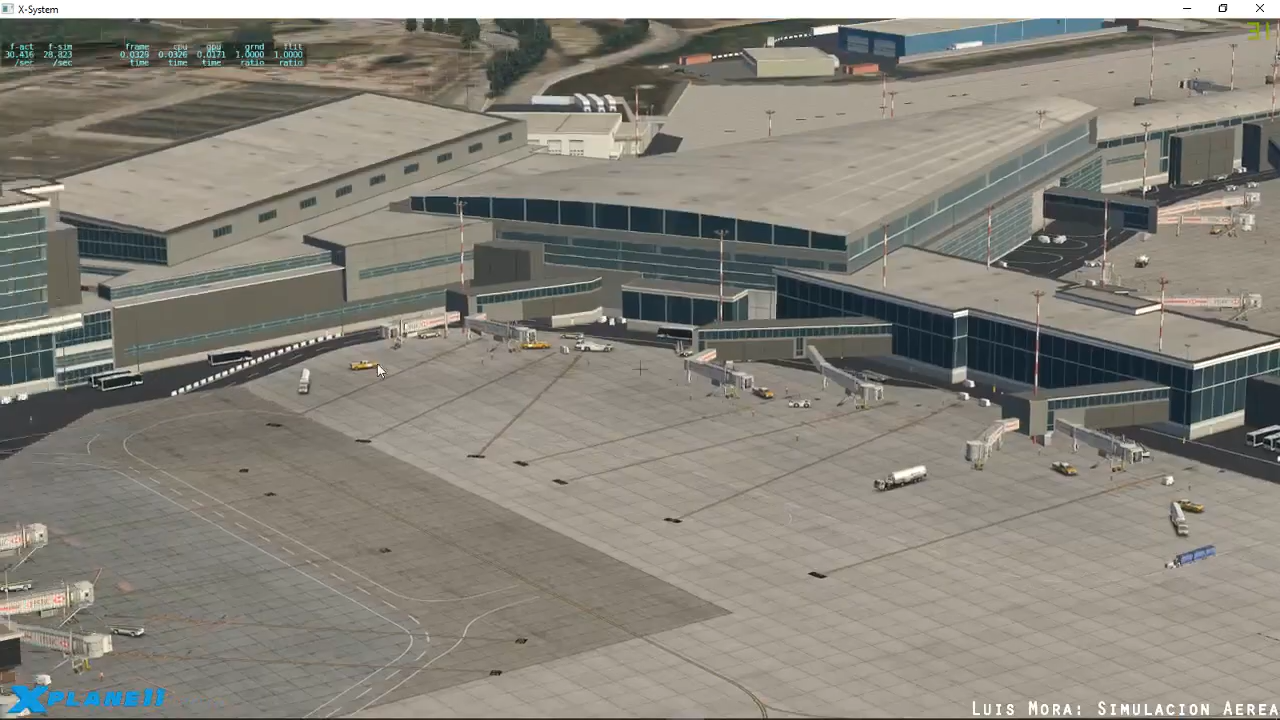 X-System
31
f-act f-sim frame cpu gpu grnd flit
30.416 28.823 0.0329 0.0326 0.0171 1.0000 1.0000
/sec /sec time time time ratio ratio
XPLANE11
Luis Mora: Simulacion Aerea